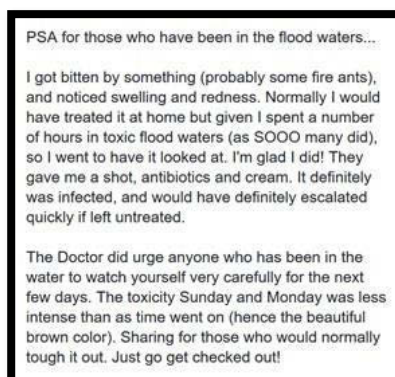 PSA for those who have been in the flood waters...
I got bitten by something (probably some fire ants),
and noticed swelling and redness. Normally I would
have treated it at home but given I spent a number
of hours in toxic flood waters (as SOOO many did),
so I went to have it looked at. I'm glad I did! They
gave me a shot, antibiotics and cream. It definitely
was infected, and would have definitely escalated
quickly if left untreated.
The Doctor did urge anyone who has been in the
water to watch yourself very carefully for the next
few days. The toxicity Sunday and Monday was less
intense than as time went on (hence the beautiful
brown color). Sharing for those who would normally
tough it out. Just go get checked out!